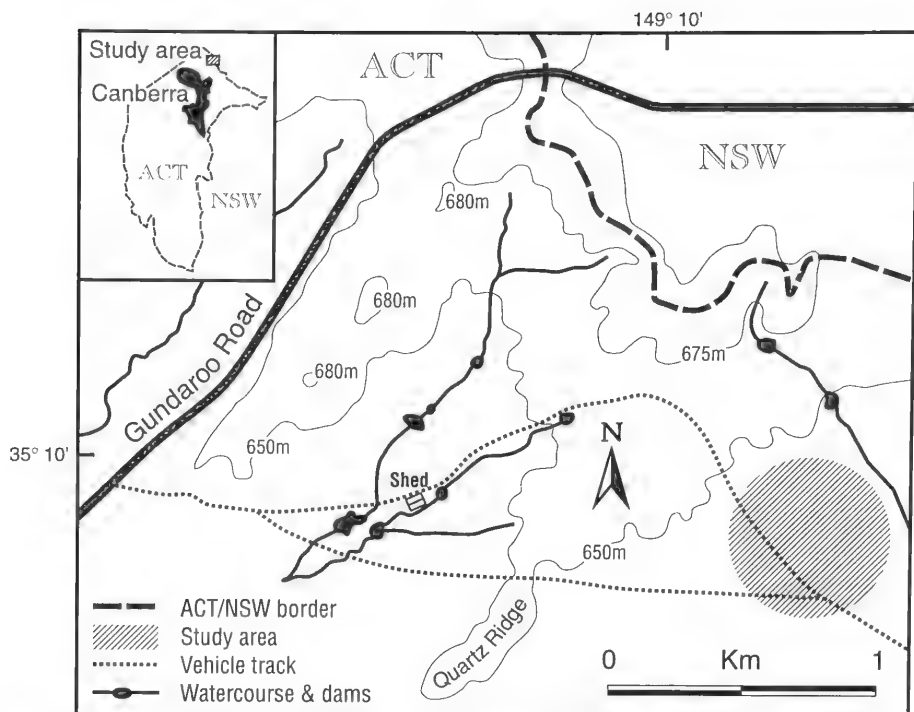 149° 10'
Study area
Canberra
ACT
NSW
ACT
NSW
680m
680m
680m
675m
650m
Gundaroo Road
35° 10'
N
Shed
650m
Quartz Ridge
ACT/NSW border
Study area
Vehicle track
Watercourse & dams
0 Km 1